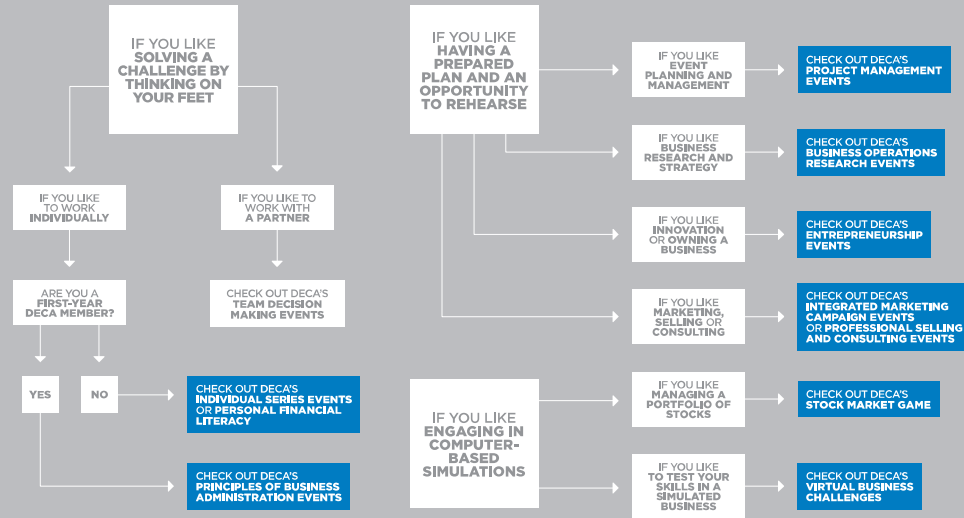 IF YOU LIKE
SOLVING A
CHALLENGE BY
THINKING ON
YOUR FEET
IF YOU LIKE
TO WORK
INDIVIDUALLY
IF YOU LIKE TO
WORK WITH
A PARTNER
ARE YOU A
FIRST-YEAR
DECA MEMBER?
CHECK OUT DECA'S
TEAM DECISION
MAKING EVENTS
YES
NO
CHECK OUT DECA'S
INDIVIDUAL SERIES EVENTS
OR PERSONAL FINANCIAL
LITERACY
CHECK OUT DECA'S
PRINCIPLES OF BUSINESS
ADMINISTRATION EVENTS
IF YOU LIKE
HAVING A
PREPARED
PLAN AND AN
OPPORTUNITY
TO REHEARSE
IF YOU LIKE
EVENT
PLANNING AND
MANAGEMENT
CHECK OUT DECA'S
PROJECT MANAGEMENT
EVENTS
IF YOU LIKE
BUSINESS
RESEARCH AND
STRATEGY
CHECK OUT DECA'S
BUSINESS OPERATIONS
RESEARCH EVENTS
IF YOU LIKE
INNOVATION
OR OWNING A
BUSINESS
CHECK OUT DECA'S
ENTREPRENEURSHIP
EVENTS
IF YOU LIKE
MARKETING,
SELLING OR
CONSULTING
CHECK OUT DECA'S
INTEGRATED MARKETING
CAMPAIGN EVENTS
OR PROFESSIONAL SELLING
AND CONSULTING EVENTS
IF YOU LIKE
ENGAGING IN
COMPUTER-
BASED
SIMULATIONS
IF YOU LIKE
MANAGING A
PORTFOLIO OF
STOCKS
CHECK OUT DECA'S
STOCK MARKET GAME
IF YOU LIKE
TO TEST YOUR
SKILLS IN A
SIMULATED
BUSINESS
CHECK OUT DECA'S
VIRTUAL BUSINESS
CHALLENGES